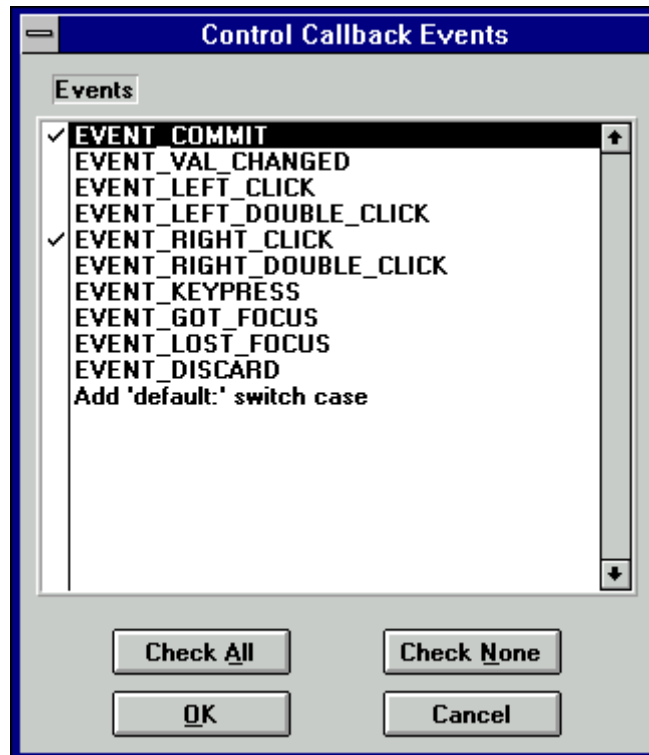 Control Callback Events
Events
EVENT_COMMIT
EVENT_VAL_CHANGED
EVENT_LEFT_CLICK
EVENT_LEFT_DOUBLE_CLICK
EVENT_RIGHT_CLICK
EVENT_RIGHT_DOUBLE_CLICK
EVENT_KEYPRESS
EVENT_GOT_FOCUS
EVENT_LOST_FOCUS
EVENT_DISCARD
Add 'default:' switch case
Check All Check None
OK Cancel